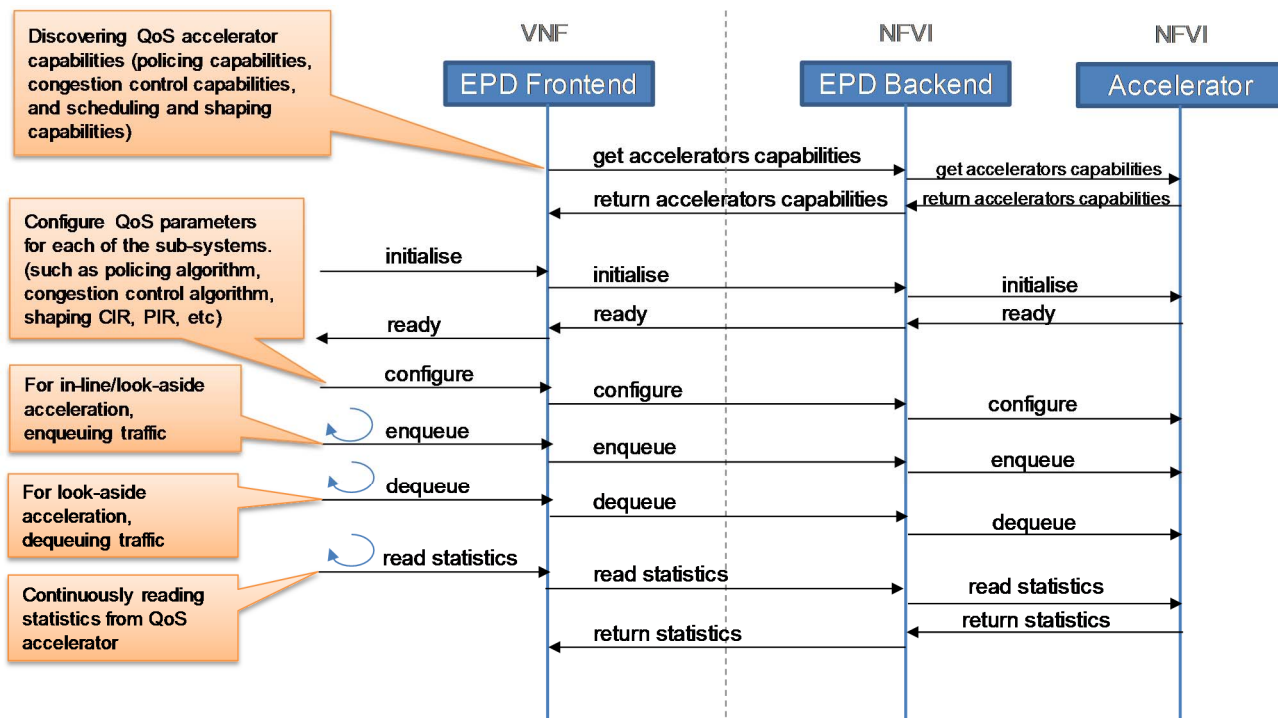 Discovering QoS accelerator
capabilities (policing capabilities,
congestion control capabilities,
and scheduling and shaping
capabilities)
VNF
NFVI
NFVI
EPD Frontend
EPD Backend
Accelerator
get accelerators capabilities
get accelerators capabilities
return accelerators capabilities
return accelerators capabilities
Configure QoS parameters
for each of the sub-systems.
(such as policing algorithm,
congestion control algorithm,
shaping CIR, PIR, etc)
initialise
initialise
initialise
ready
ready
ready
configure
configure
configure
For in-line/look-aside
acceleration,
enqueuing traffic
enqueue
enqueue
enqueue
For look-aside
acceleration,
dequeuing traffic
dequeue
dequeue
dequeue
Continuously reading
statistics from QoS
accelerator
read statistics
read statistics
read statistics
return statistics
return statistics